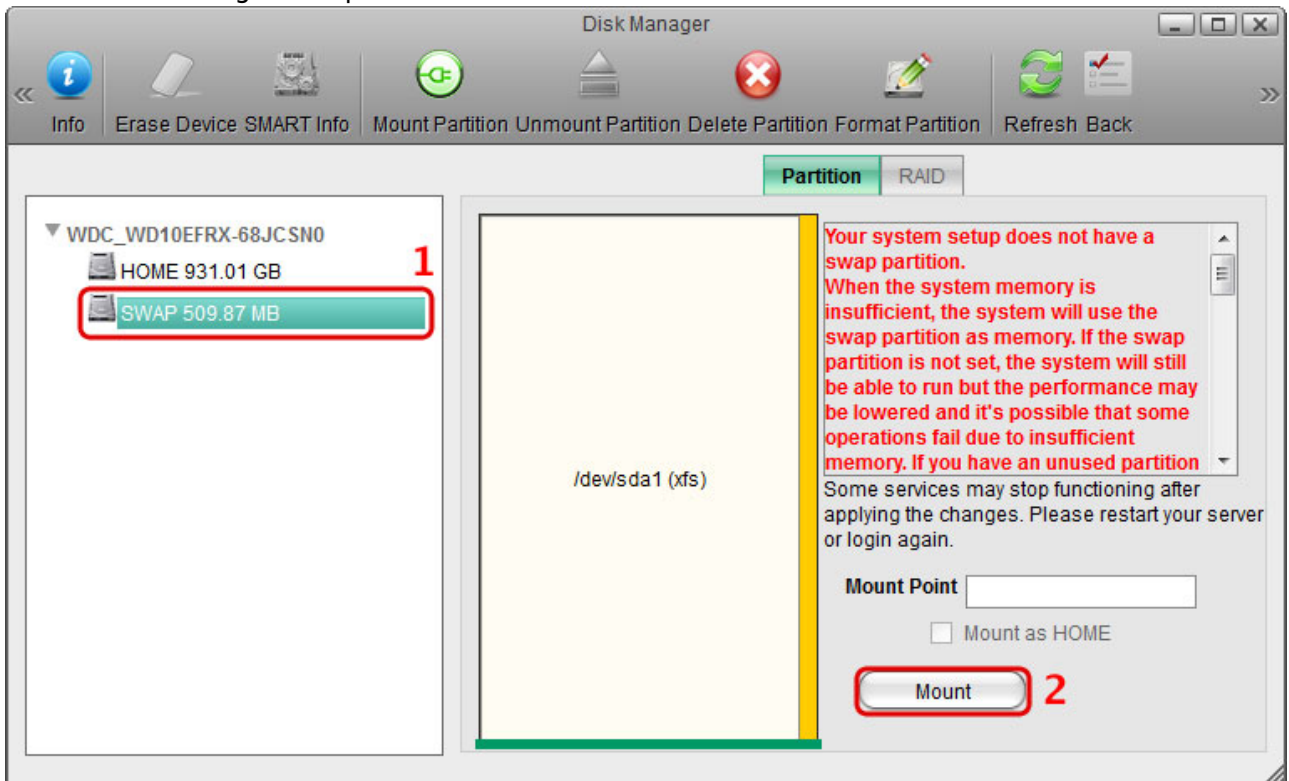 Disk Manager
Info Erase Device SMART Info Mount Partition Unmount Partition Delete Partition Format Partition Refresh Back
Partition RAID
WDC_WD10EFRX-68JCSN0
HOME 931.01 GB
1
SWAP 509.87 MB
/dev/sda1 (xfs)
Your system setup does not have a
swap partition.
When the system memory is
insufficient, the system will use the
swap partition as memory. If the swap
partition is not set, the system will still
be able to run but the performance may
be lowered and it's possible that some
operations fail due to insufficient
memory. If you have an unused partition
Some services may stop functioning after
applying the changes. Please restart your server
or login again.
Mount Point
Mount as HOME
Mount 2